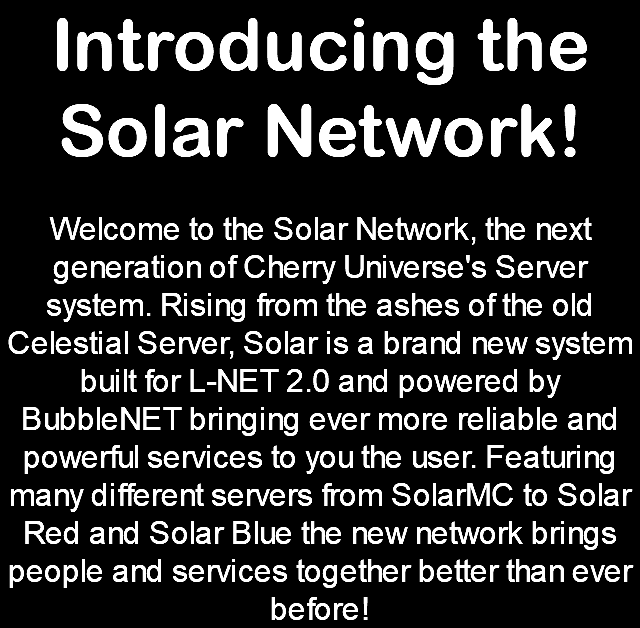 Introducing the
Solar Network!
Welcome to the Solar Network, the next
generation of Cherry Universe's Server
system. Rising from the ashes of the old
Celestial Server, Solar is a brand new system
built for L-NET 2.0 and powered by
BubbleNET bringing ever more reliable and
powerful services to you the user. Featuring
many different servers from SolarMC to Solar
Red and Solar Blue the new network brings
people and services together better than ever
before!